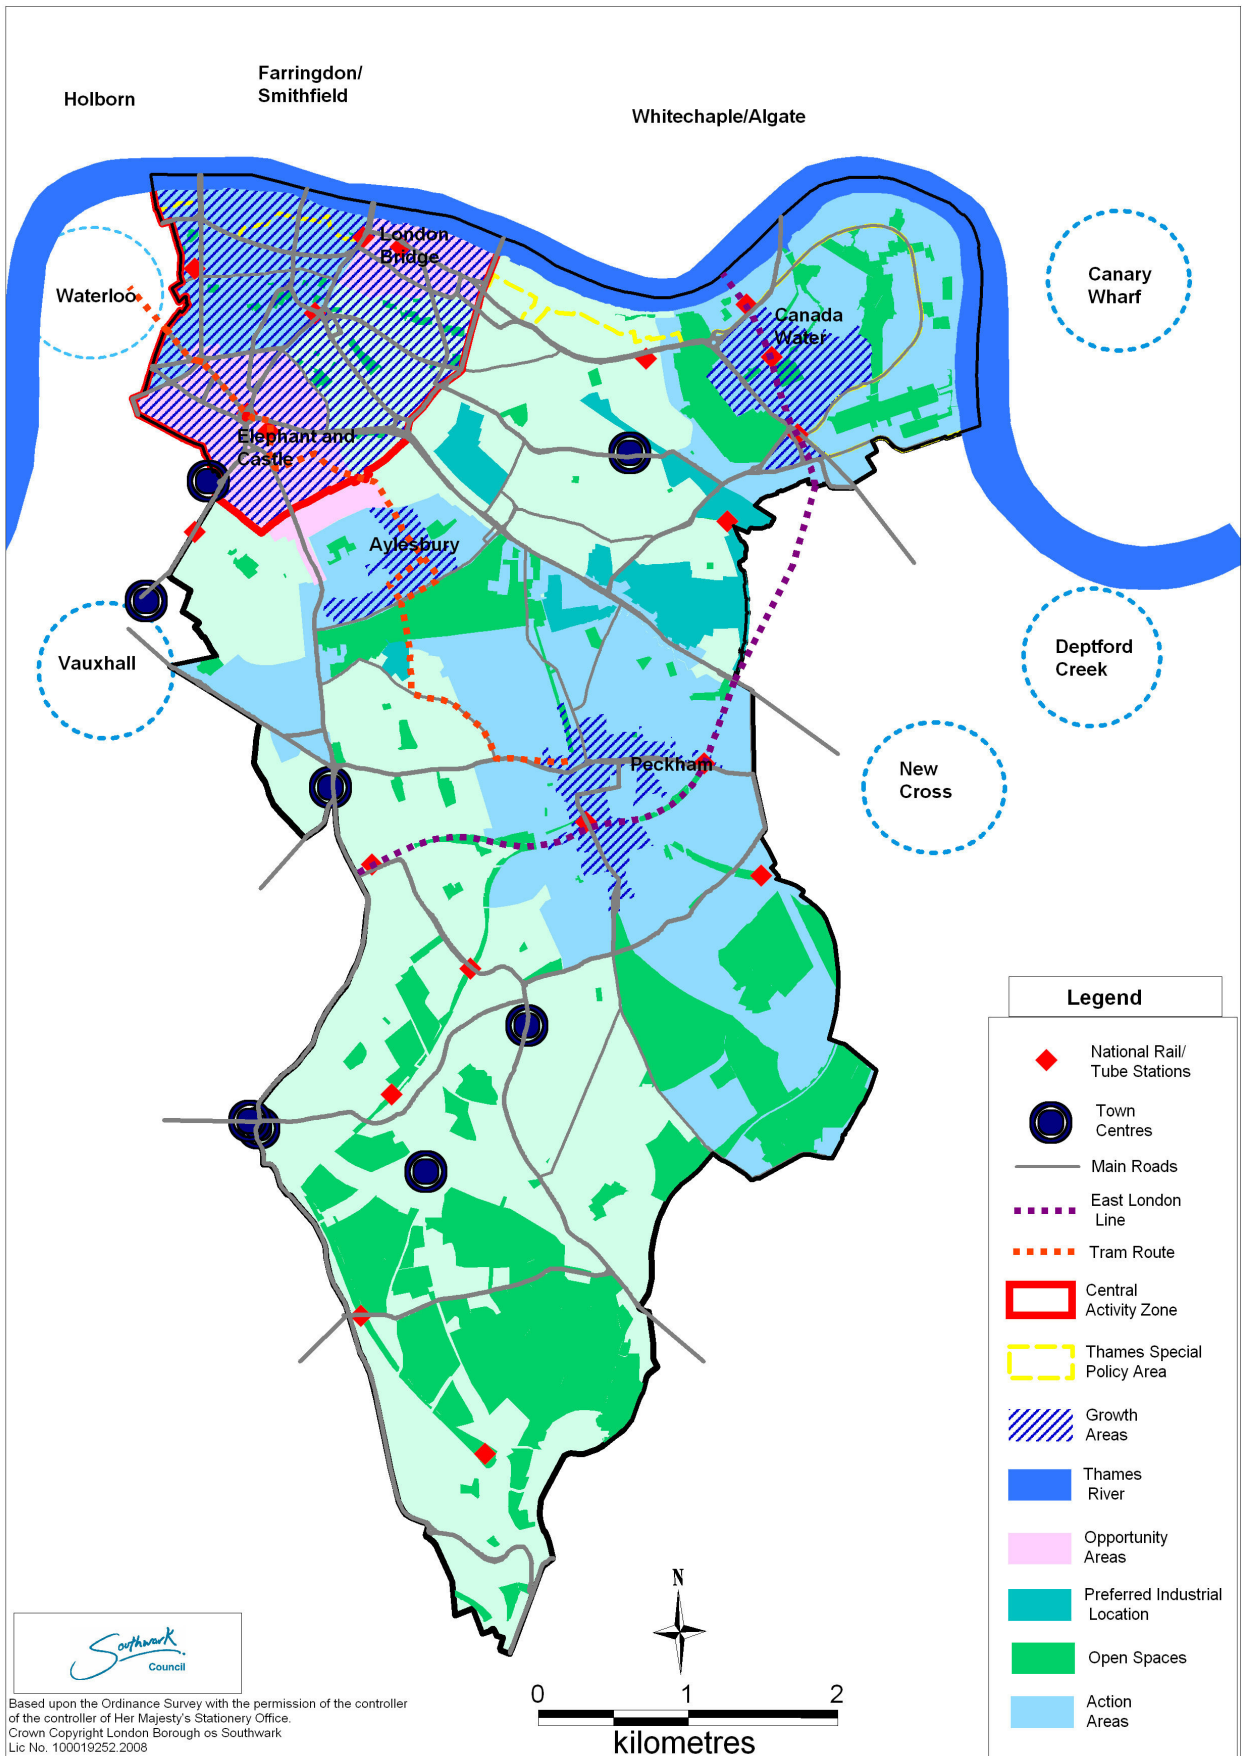 Farringdon/
Smithfield
Holborn
Whitechaple/Algate
London
Bridge
Waterloo
Canary
Wharf
Canada
Water
Elephant and
Castle
Aylesbury
Vauxhall
Deptford
Creek
New
Cross
Peckham
Legend
National Rail/
Tube Stations
Town
Centres
Main Roads
East London
Line
Tram Route
Central
Activity Zone
Thames Special
Policy Area
Growth
Areas
Thames
River
Opportunity
Areas
Preferred Industrial
Location
Open Spaces
Action
Areas
N
0 1 2
kilometres
Southwark
Council
Based upon the Ordinance Survey with the permission of the controller
of the controller of Her Majesty's Stationery Office.
Crown Copyright London Borough os Southwark
Lic No. 100019252.2008